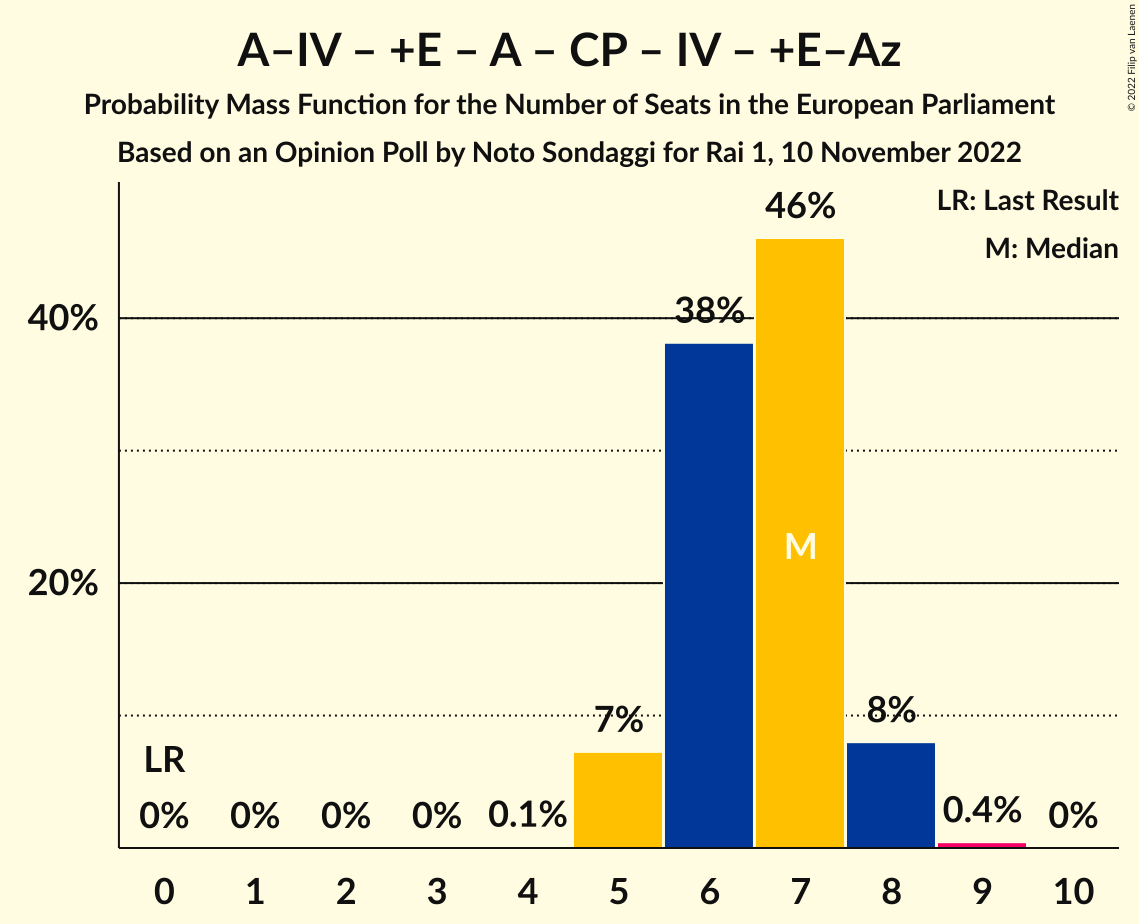 A–IV – +E – A – CP – IV – +E–Az
Probability Mass Function for the Number of Seats in the European Parliament
Based on an Opinion Poll by Noto Sondaggi for Rai 1, 10 November 2022
© 2022 Filip van Laenen
LR: Last Result
M: Median
46%
38%
40%
M
20%
7%
8%
LR
0% 0% 0% 0% 0.1% 0.4% 0%
0 1 2 3 4 5 6 7 8 9 10